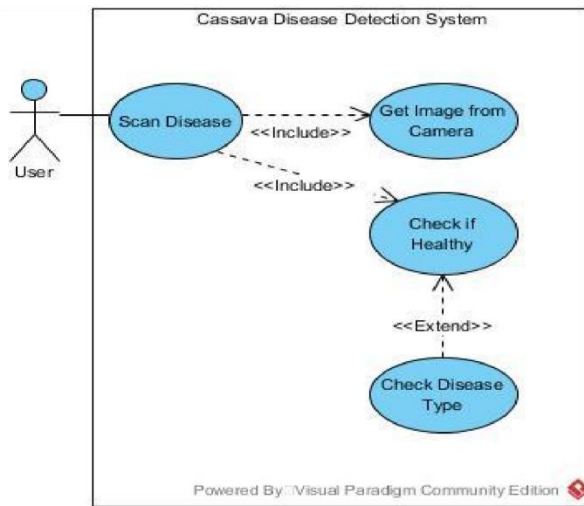 Cassava Disease Detection System
User
Scan Disease
<<Include>>
Get Image from
Camera
<<Include>>
Check if
Healthy
<<Extend>>
Check Disease
Type
Powered By Visual Paradigm Community Edition